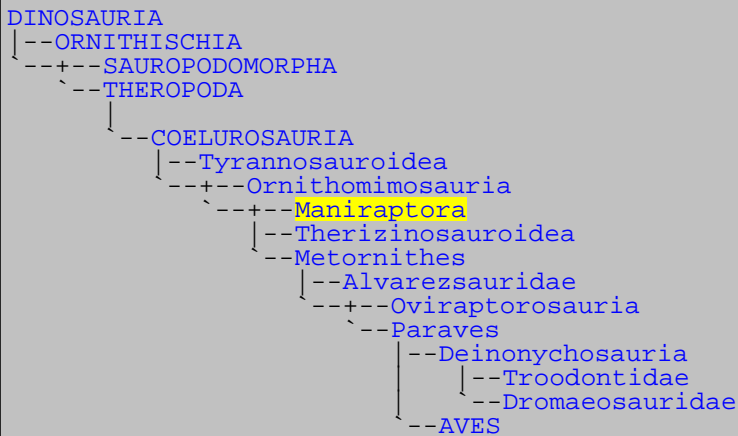 DINOSAURIA
|--ORNITHISCHIA
`--+--SAUROPODOMORPHA
   `--THEROPODA
      |
      `--COELUROSAURIA
         |--Tyrannosauroidea
         `--+--Ornithomimosauria
            `--+--Maniraptora
               |--Therizinosauroidea
               `--Metornithes
                  |--Alvarezsauridae
                  `--+--Oviraptorosauria
                     `--Paraves
                        |--Deinonychosauria
                        |   |--Troodontidae
                        |   `--Dromaeosauridae
                        `--AVES